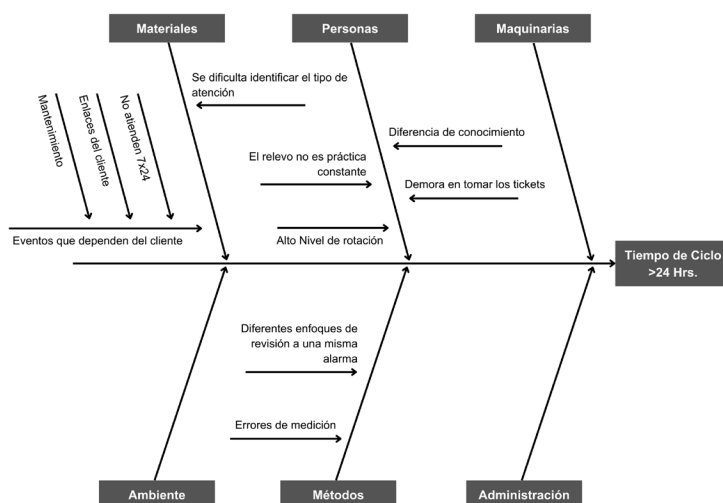 Materiales
Personas
Maquinarias
Se dificulta identificar el tipo de
atención
Mantenimiento
Enlaces del cliente
No atienden 7x24
Diferencia de conocimiento
El relevo no es práctica
constante
Demora en tomar los tickets
Eventos que dependen del cliente
Alto Nivel de rotación
Tiempo de Ciclo
>24 Hrs.
Diferentes enfoques de
revisión a una misma
alarma
Errores de medición
Ambiente
Métodos
Administración